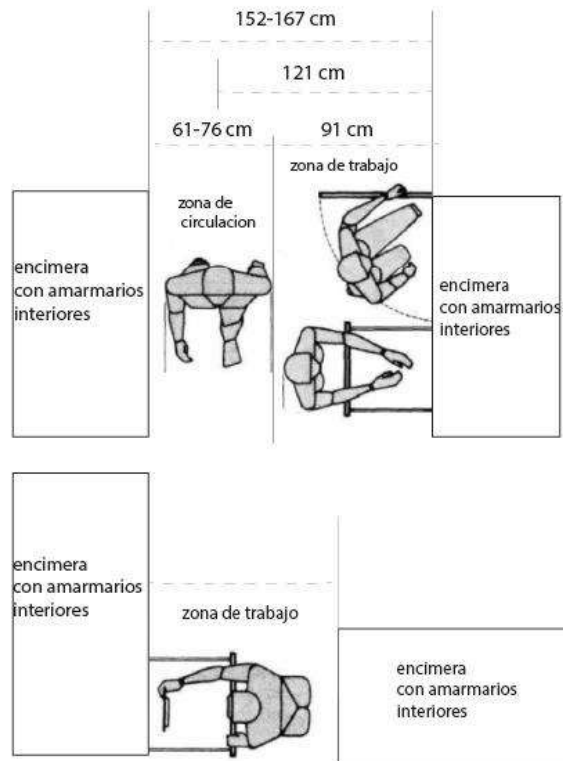 152-167 cm
121 cm
61-76 cm
91 cm
zona de trabajo
zona de
circulacion
encimera
con amarmarios
interiores
encimera
con amarmarios
interiores
encimera
con amarmarios
interiores
zona de trabajo
encimera
con amarmarios
interiores